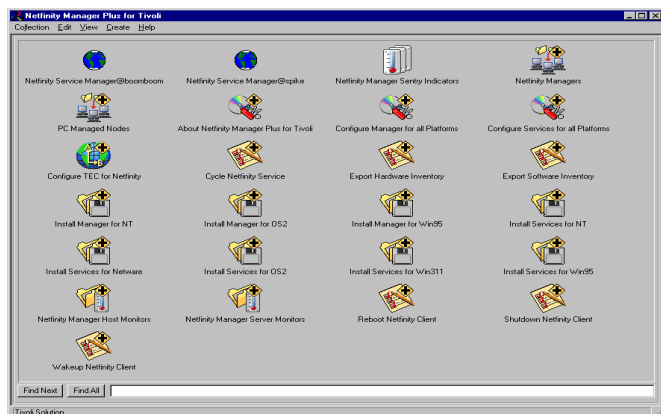 Netfinity Manager Plus for Tivoli
Collection Edit View Create Help
Netfinity Service Manager@boomboom
Netfinity Service Manager@spike
Netfinity Manager Sentry Indicators
Netfinity Managers
PC Managed Nodes
About Netfinity Manager Plus for Tivoli
Configure Manager for all Platforms
Configure Services for all Platforms
Configure TEC for Netfinity
Cycle Netfinity Service
Export Hardware Inventory
Export Software Inventory
Install Manager for NT
Install Manager for OS2
Install Manager for Win95
Install Services for NT
Install Services for Netware
Install Services for OS2
Install Services for Win311
Install Services for Win95
Netfinity Manager Host Monitors
Netfinity Manager Server Monitors
Reboot Netfinity Client
Shutdown Netfinity Client
Wakeup Netfinity Client
Find Next Find All
Tivoli Solution